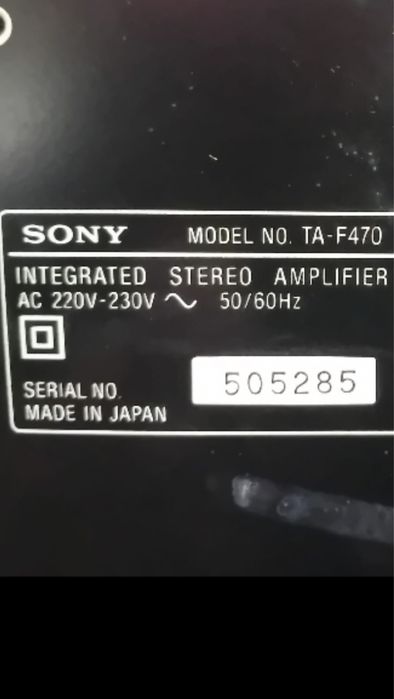 SONY MODEL NO. TA-F470
INTEGRATED STEREO AMPLIFIER
AC 220V-230V ~ 50/60Hz
505285
SERIAL NO.
MADE IN JAPAN